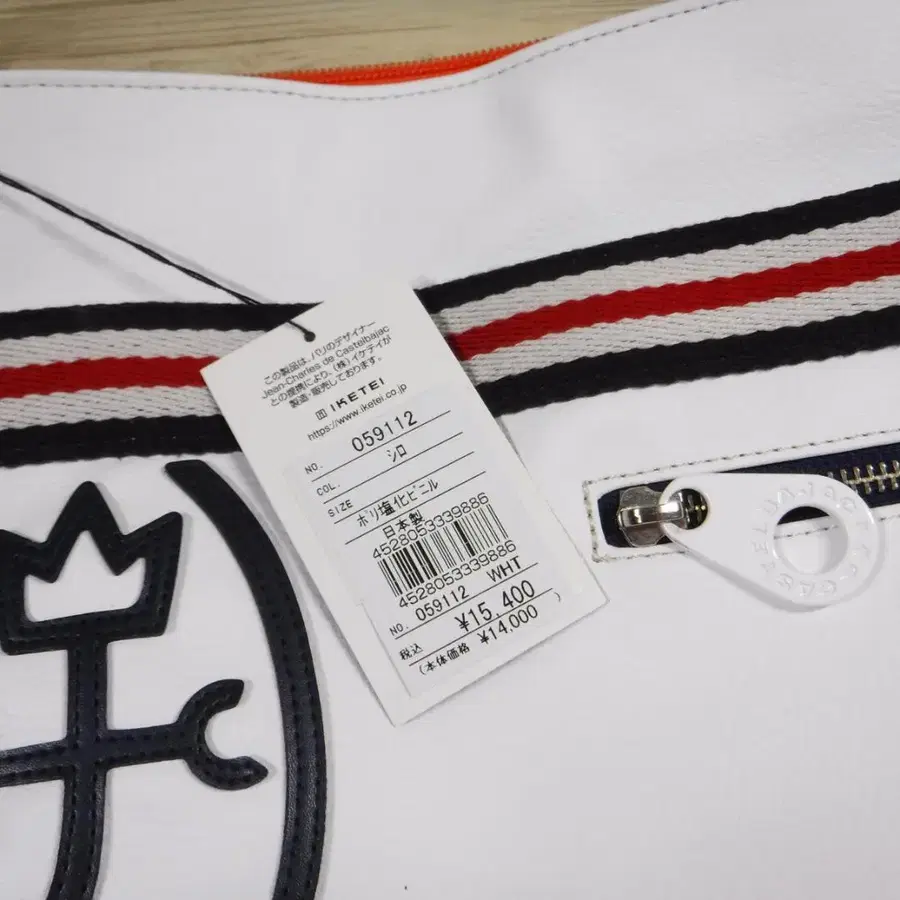 この製品は、パリのデザイナー
Jean-Charles de Castelbajac
との提携により、(株)イケテイが
製造・販売しております。
IKETEI
https://www.iketei.co.jp
NO. 059112
COL. シロ
SIZE
ポリ塩化ビニル
日本製
4528053339886
4528053339886
NO. 059112 WHT
税込 ¥15,400
(本体価格 ¥14,000)